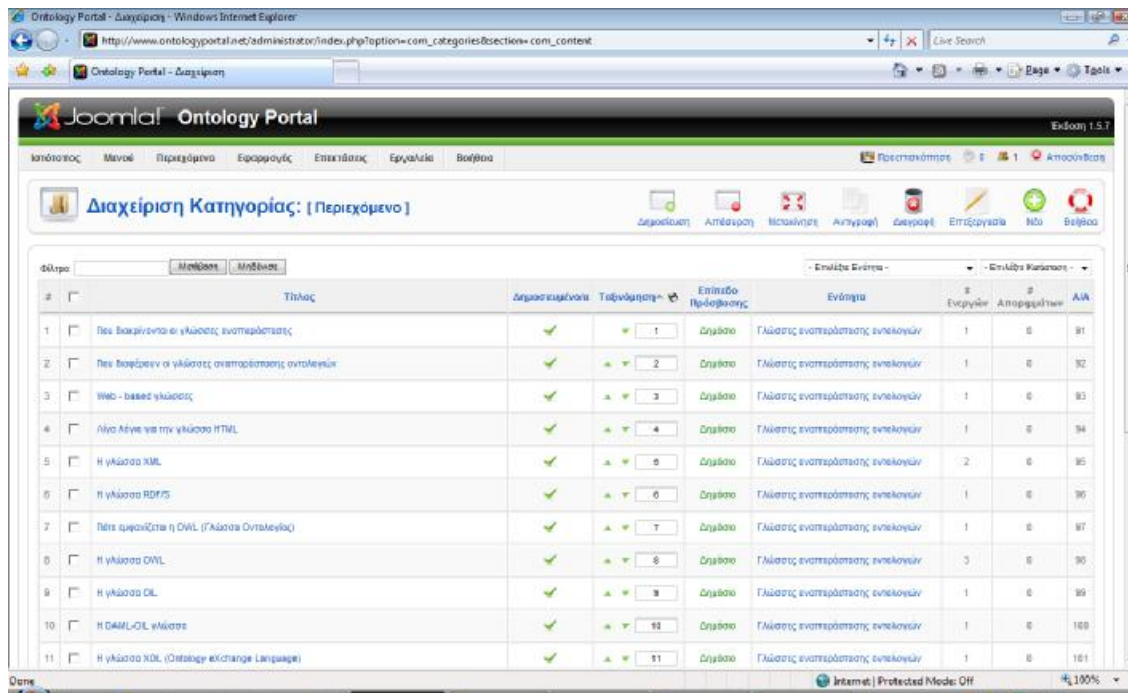 Ontology Portal - Διαχείριση - Windows Internet Explorer
http://www.ontologyportal.net/administrator/index.php?option=com_categories&section=com_content
Live Search
Ontology Portal - Διαχείριση
Page Tools
Joomla! Ontology Portal
Έκδοση 1.5.7
Ιστότοπος Μενού Περιεχόμενο Εφαρμογές Επεκτάσεις Εργαλεία Βοήθεια Προεπισκόπηση 0 1 Αποσύνδεση
Διαχείριση Κατηγορίας: [ Περιεχόμενο ]
Δημοσίευση Απόσυρση Μετακίνηση Αντιγραφή Διαγραφή Επεξεργασία Νέο Βοήθεια
Φίλτρο: Μετάβαση Μηδένιση - Επιλέξτε Ενότητα - - Επιλέξτε Κατάσταση -
# Τίτλος Δημοσιευμένο/α Ταξινόμηση Επίπεδο Πρόσβασης Ενότητα # Ενεργών # Απορριμμάτων Α/Α
1 Που διακρίνονται οι γλώσσες αναπαράστασης 1 Δημόσιο Γλώσσες αναπαράστασης οντολογιών 1 0 91
2 Που διαφέρουν οι γλώσσες αναπαράστασης οντολογιών 2 Δημόσιο Γλώσσες αναπαράστασης οντολογιών 1 0 92
3 Web - based γλώσσες 3 Δημόσιο Γλώσσες αναπαράστασης οντολογιών 1 0 93
4 Λίγα λόγια για την γλώσσα HTML 4 Δημόσιο Γλώσσες αναπαράστασης οντολογιών 1 0 94
5 Η γλώσσα XML 5 Δημόσιο Γλώσσες αναπαράστασης οντολογιών 2 0 95
6 Η γλώσσα RDF/S 6 Δημόσιο Γλώσσες αναπαράστασης οντολογιών 1 0 96
7 Πότε εμφανίζεται η OWL (Γλώσσα Οντολογίας) 7 Δημόσιο Γλώσσες αναπαράστασης οντολογιών 1 0 97
8 Η γλώσσα OWL 8 Δημόσιο Γλώσσες αναπαράστασης οντολογιών 3 0 98
9 Η γλώσσα OIL 9 Δημόσιο Γλώσσες αναπαράστασης οντολογιών 1 0 99
10 Η DAML-OIL γλώσσα 10 Δημόσιο Γλώσσες αναπαράστασης οντολογιών 1 0 100
11 Η γλώσσα XOL (Ontology eXchange Language) 11 Δημόσιο Γλώσσες αναπαράστασης οντολογιών 1 0 101
Done Internet | Protected Mode: Off 100%